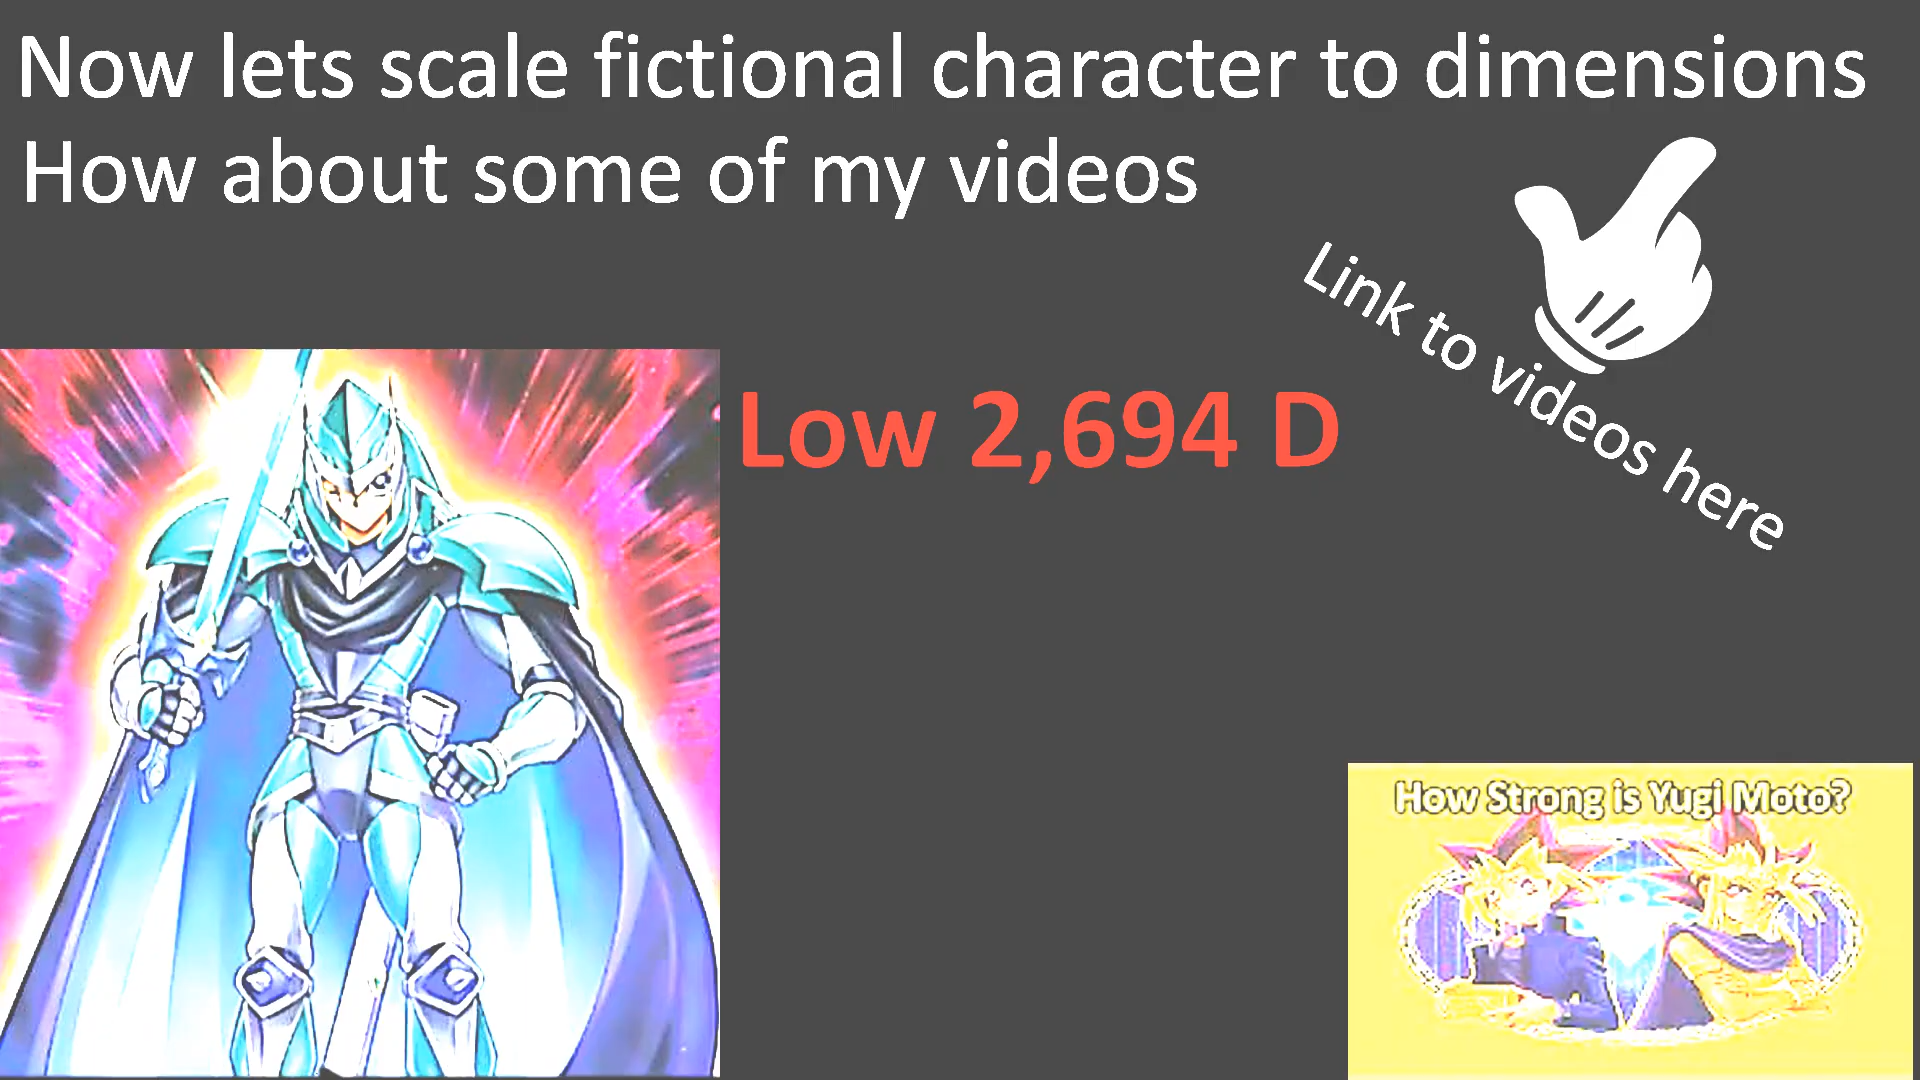 Now lets scale fictional character to dimensions
How about some of my videos
Link to videos here
Low 2,694 D
How Strong is Yugi Moto?